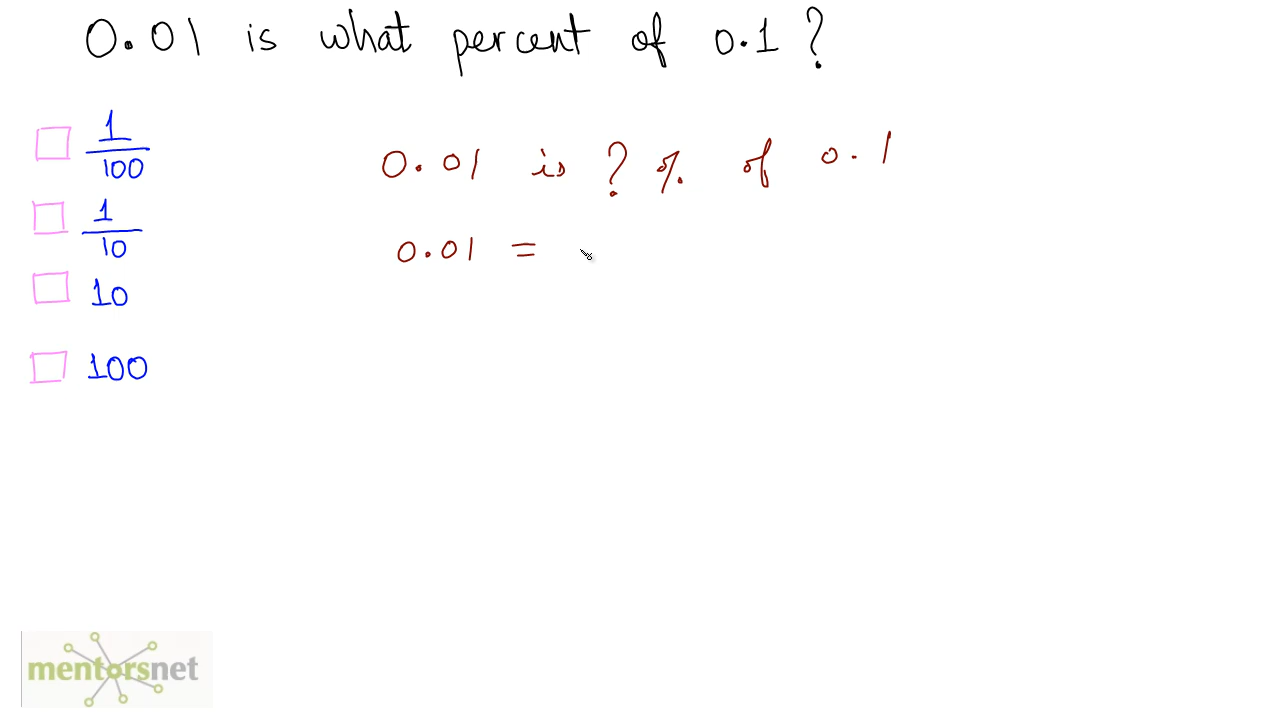 0.01 is what percent of 0.1?
1/100
0.01 is ? % of 0.1
1/10
0.01 =
10
100
mentorsnet